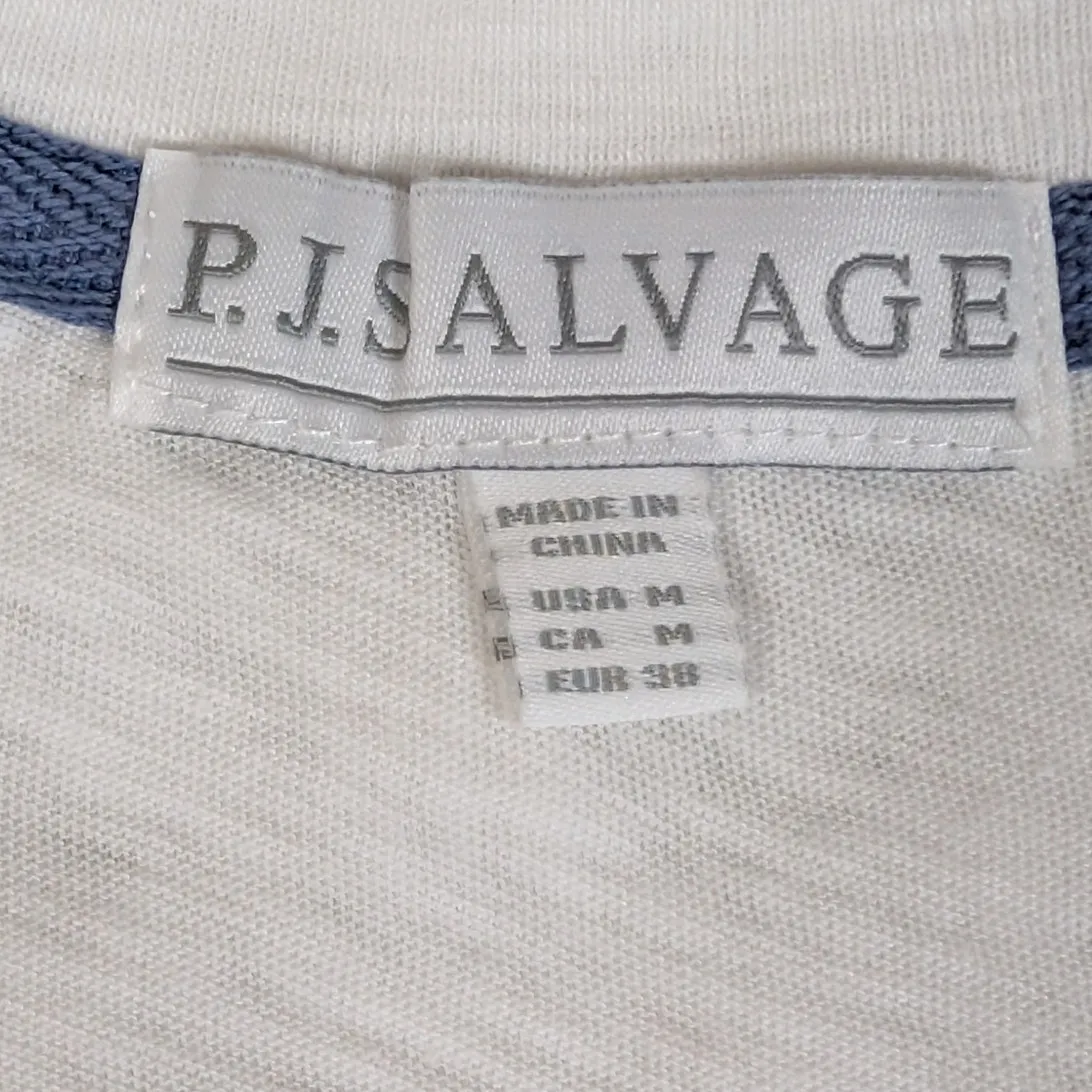 P.J.SALVAGE
MADE IN
CHINA
USA M
CA M
EUR 38